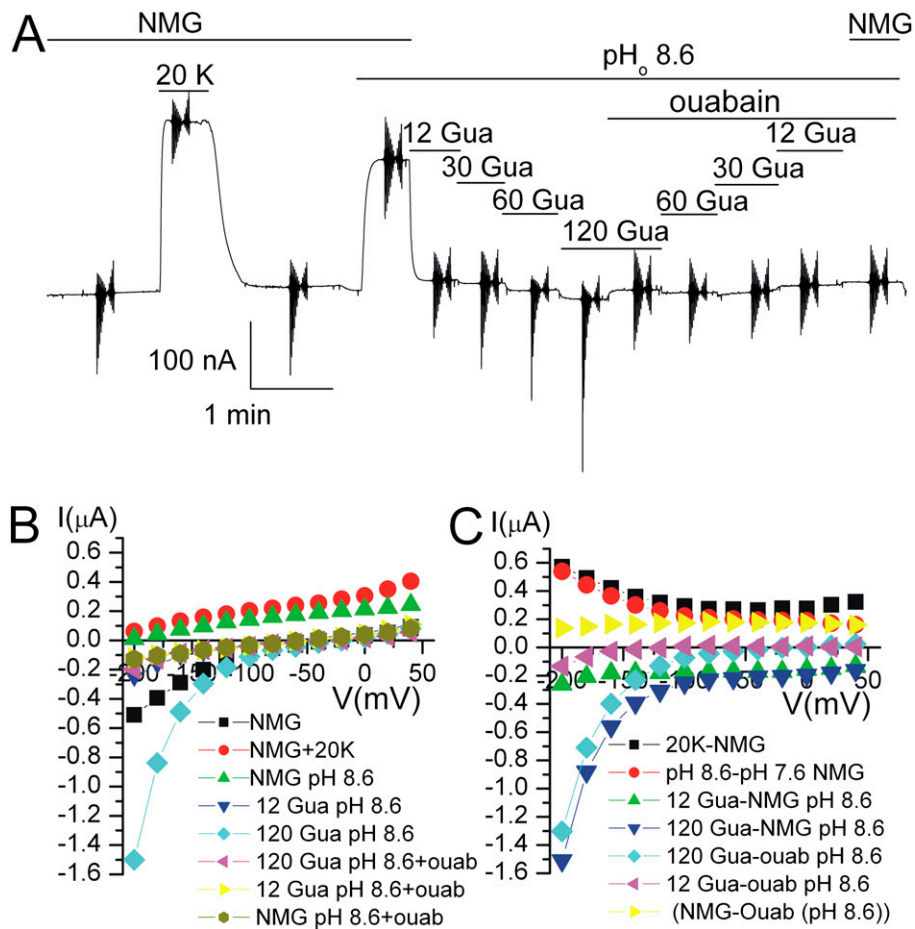 A
NMG
NMG
20 K
pHo 8.6
ouabain
12 Gua
12 Gua
30 Gua
30 Gua
60 Gua
60 Gua
120 Gua
100 nA
1 min
B
I(μA)
0.6
0.4
0.2
0.0
-0.2
-0.4
-0.6
-0.8
-1.0
-1.2
-1.4
-1.6
-200
-150
-100
-50
0
50
V(mV)
NMG
NMG+20K
NMG pH 8.6
12 Gua pH 8.6
120 Gua pH 8.6
120 Gua pH 8.6+ouab
12 Gua pH 8.6+ouab
NMG pH 8.6+ouab
C
I(μA)
0.6
0.4
0.2
0.0
-0.2
-0.4
-0.6
-0.8
-1.0
-1.2
-1.4
-1.6
-200
-150
-100
-50
0
50
V(mV)
20K-NMG
pH 8.6-pH 7.6 NMG
12 Gua-NMG pH 8.6
120 Gua-NMG pH 8.6
120 Gua-ouab pH 8.6
12 Gua-ouab pH 8.6
(NMG-Ouab (pH 8.6))